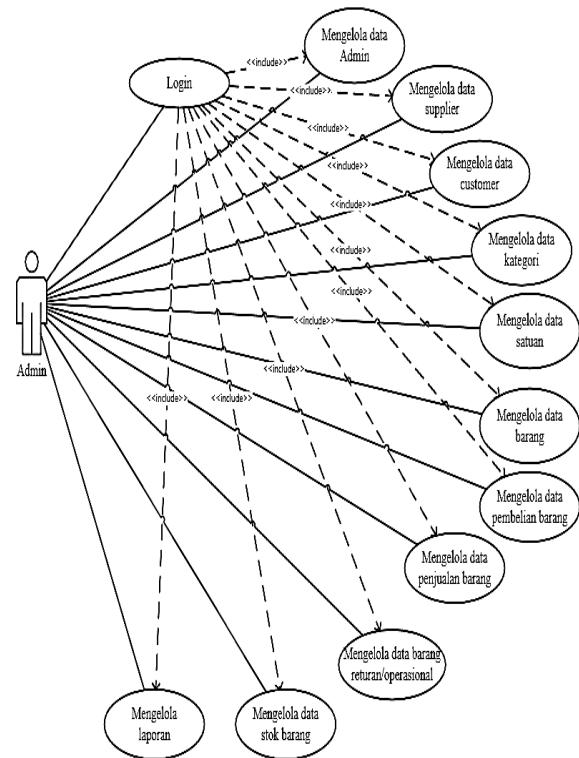 Mengelola data
Admin
Login
<<include>>
Mengelola data
supplier
<<include>>
<<include>>
Mengelola data
customer
<<include>>
<<include>>
Mengelola data
kategori
<<include>>
<<include>>
Mengelola data
satuan
<<include>>
<<include>>
Admin
<<include>>
<<include>>
Mengelola data
barang
Mengelola data
pembelian barang
Mengelola data
penjualan barang
Mengelola data barang
returan/operasional
Mengelola
laporan
Mengelola data
stok barang